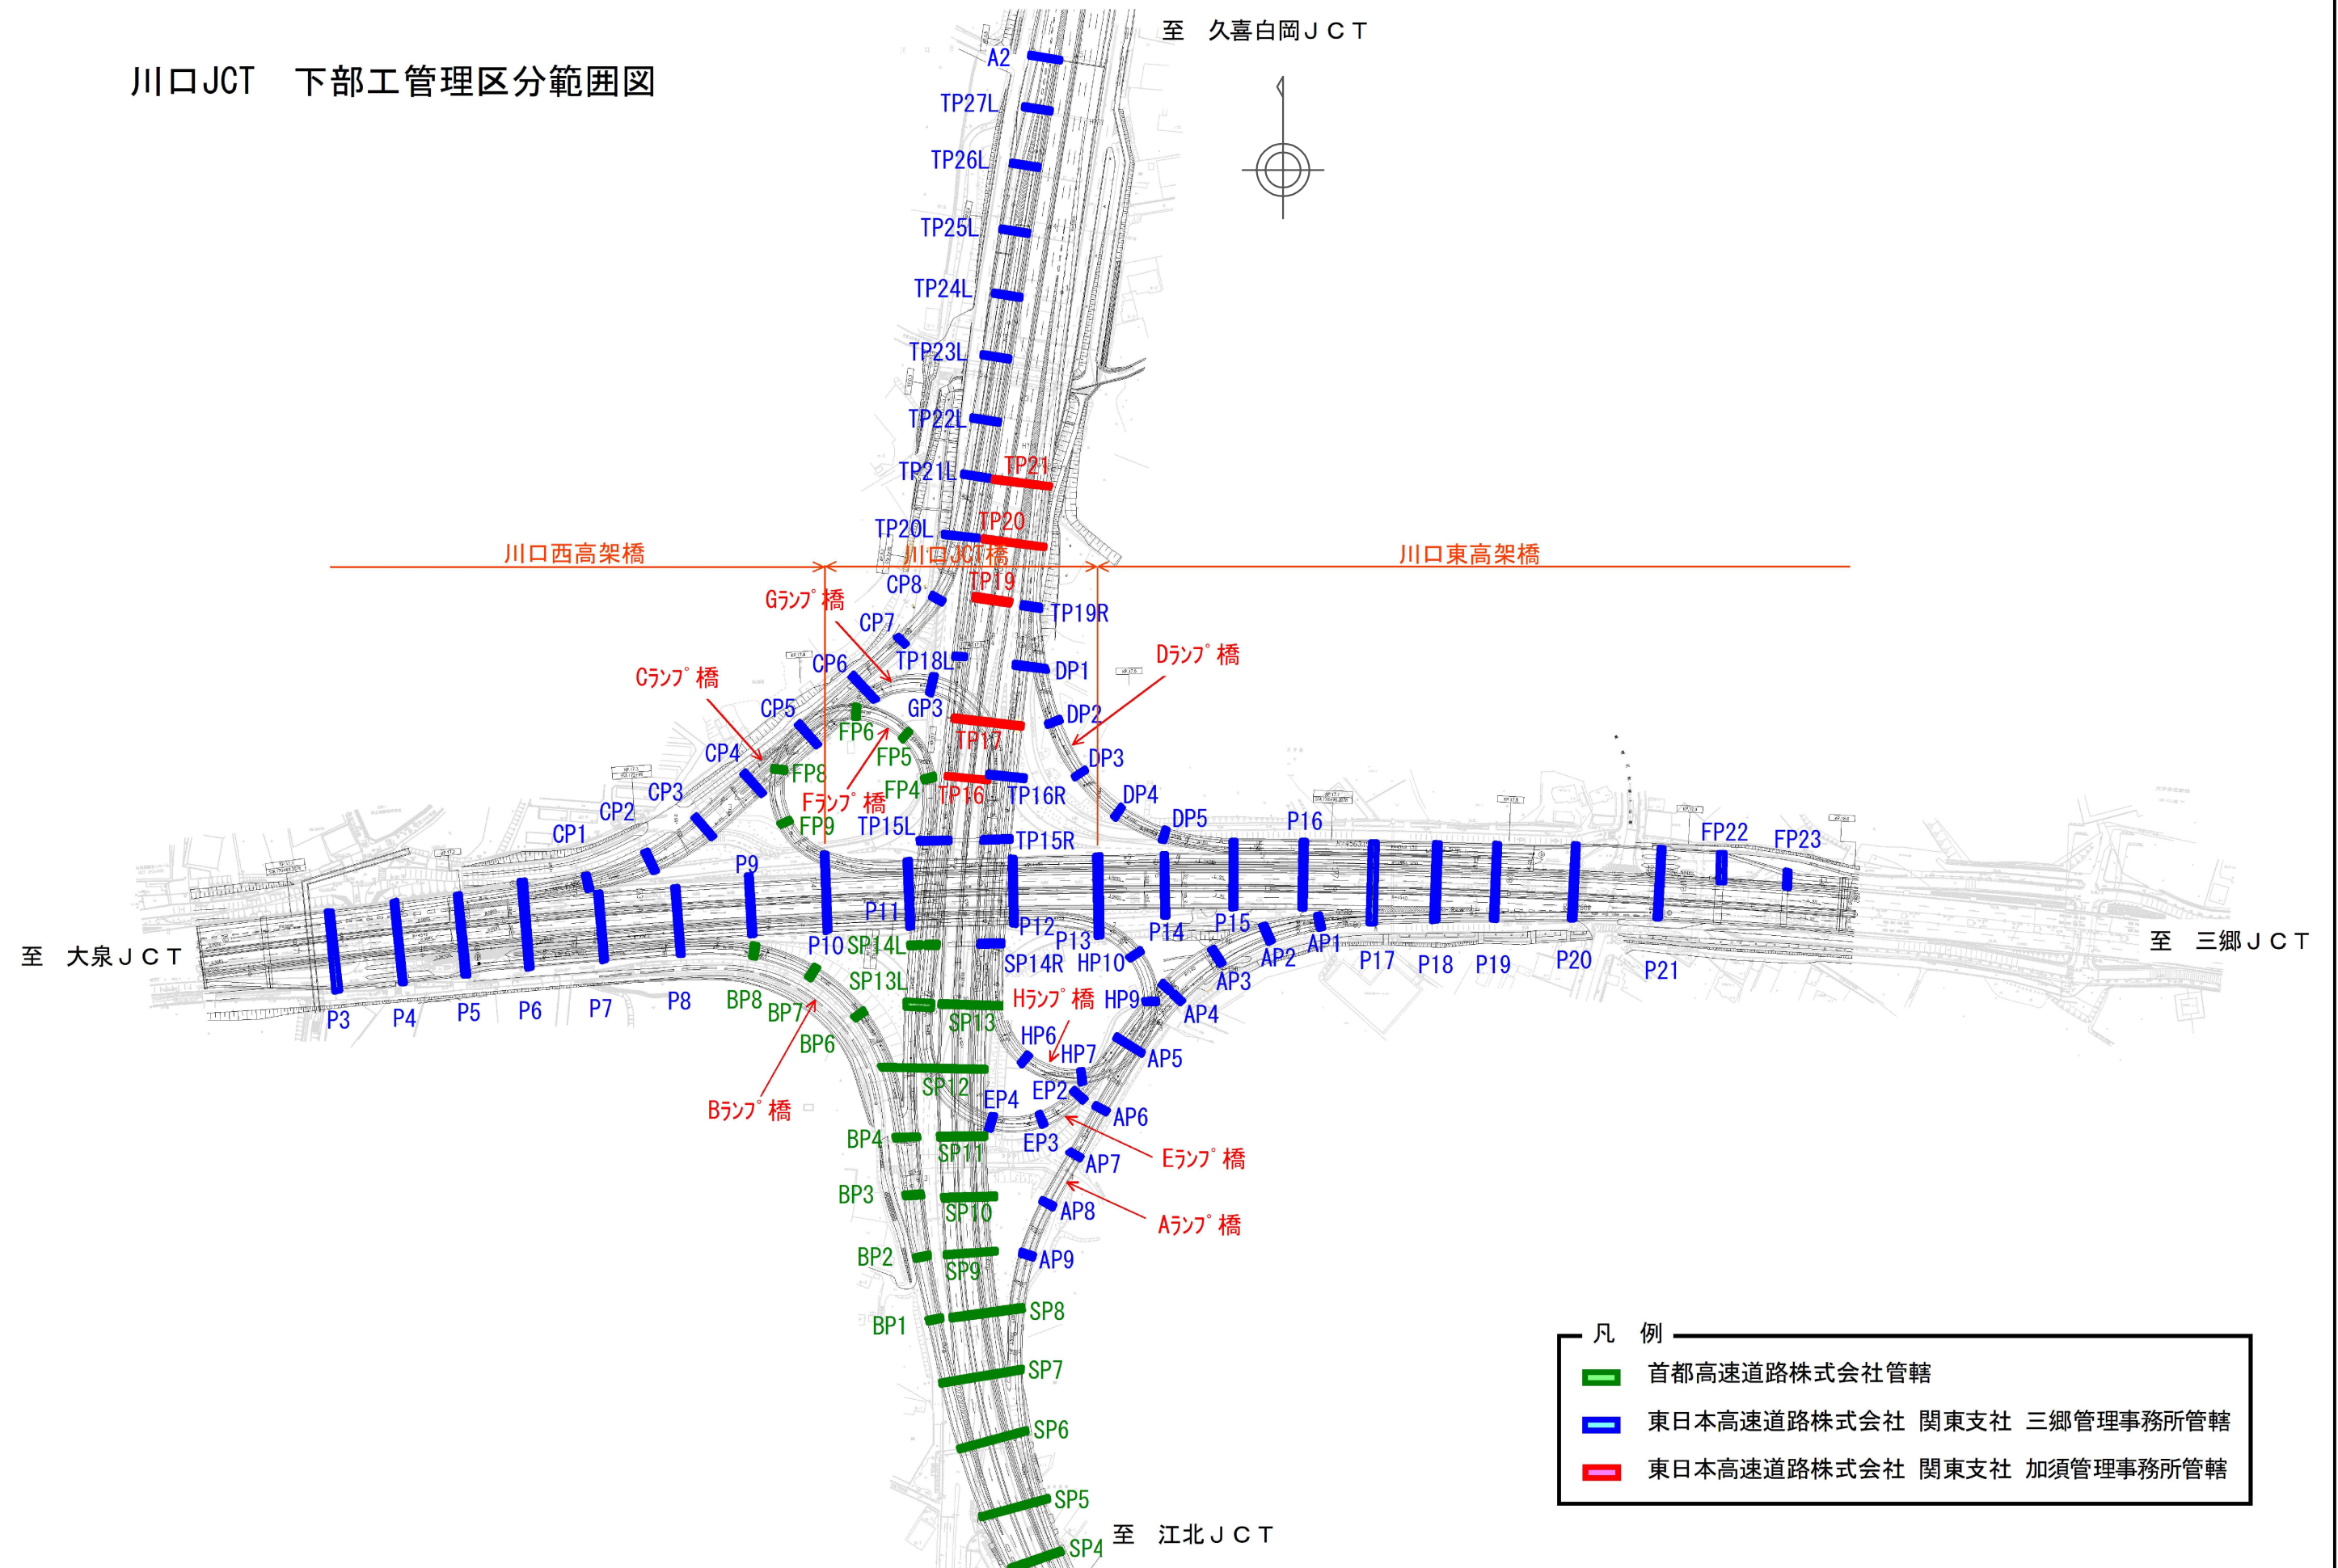 至　久喜白岡ＪＣＴ
川口JCT　下部工管理区分範囲図
A2
TP27L
TP26L
TP25L
TP24L
TP23L
TP22L
TP21L
TP21
TP20L
TP20
川口西高架橋
川口JCT橋
川口東高架橋
CP8
TP19
TP19R
Gﾗﾝﾌﾟ橋
CP7
CP6
TP18L
DP1
Dﾗﾝﾌﾟ橋
Cﾗﾝﾌﾟ橋
CP5
GP3
DP2
FP6
TP17
CP4
FP5
DP3
FP8
FP4
TP16
TP16R
CP3
Fﾗﾝﾌﾟ橋
DP4
CP2
FP9
TP15L
DP5
P16
CP1
TP15R
FP22
FP23
P9
P11
P12
P15
P10
SP14L
P13
P14
AP1
至　大泉ＪＣＴ
至　三郷ＪＣＴ
SP14R
HP10
AP2
P17
P18
P19
P20
P21
SP13L
AP3
P3
P4
P5
P6
P7
P8
BP8
BP7
Hﾗﾝﾌﾟ橋
HP9
AP4
SP13
BP6
HP6
HP7
AP5
SP12
EP2
EP4
Bﾗﾝﾌﾟ橋
AP6
BP4
SP11
EP3
Eﾗﾝﾌﾟ橋
AP7
BP3
SP10
AP8
Aﾗﾝﾌﾟ橋
BP2
SP9
AP9
BP1
SP8
SP7
SP6
SP5
SP4
至　江北ＪＣＴ
凡　例
首都高速道路株式会社管轄
東日本高速道路株式会社 関東支社 三郷管理事務所管轄
東日本高速道路株式会社 関東支社 加須管理事務所管轄